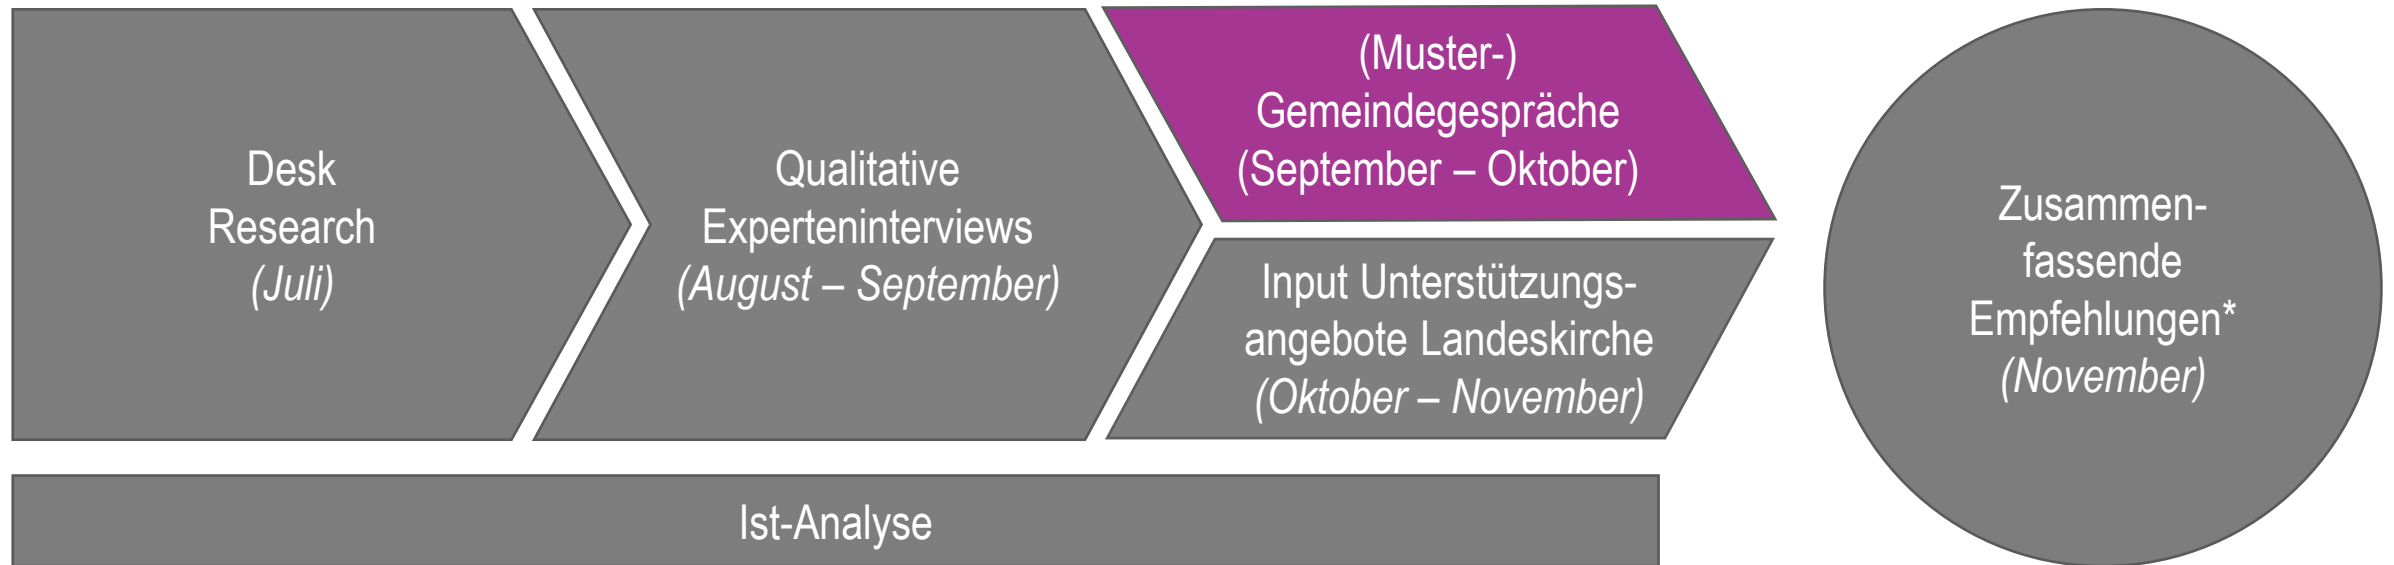 Desk
Research
(Juli)
Qualitative
Experteninterviews
(August – September)
(Muster-)
Gemeindegespräche
(September – Oktober)
Input Unterstützungs-
angebote Landeskirche
(Oktober – November)
Zusammen-
fassende
Empfehlungen*
(November)
Ist-Analyse